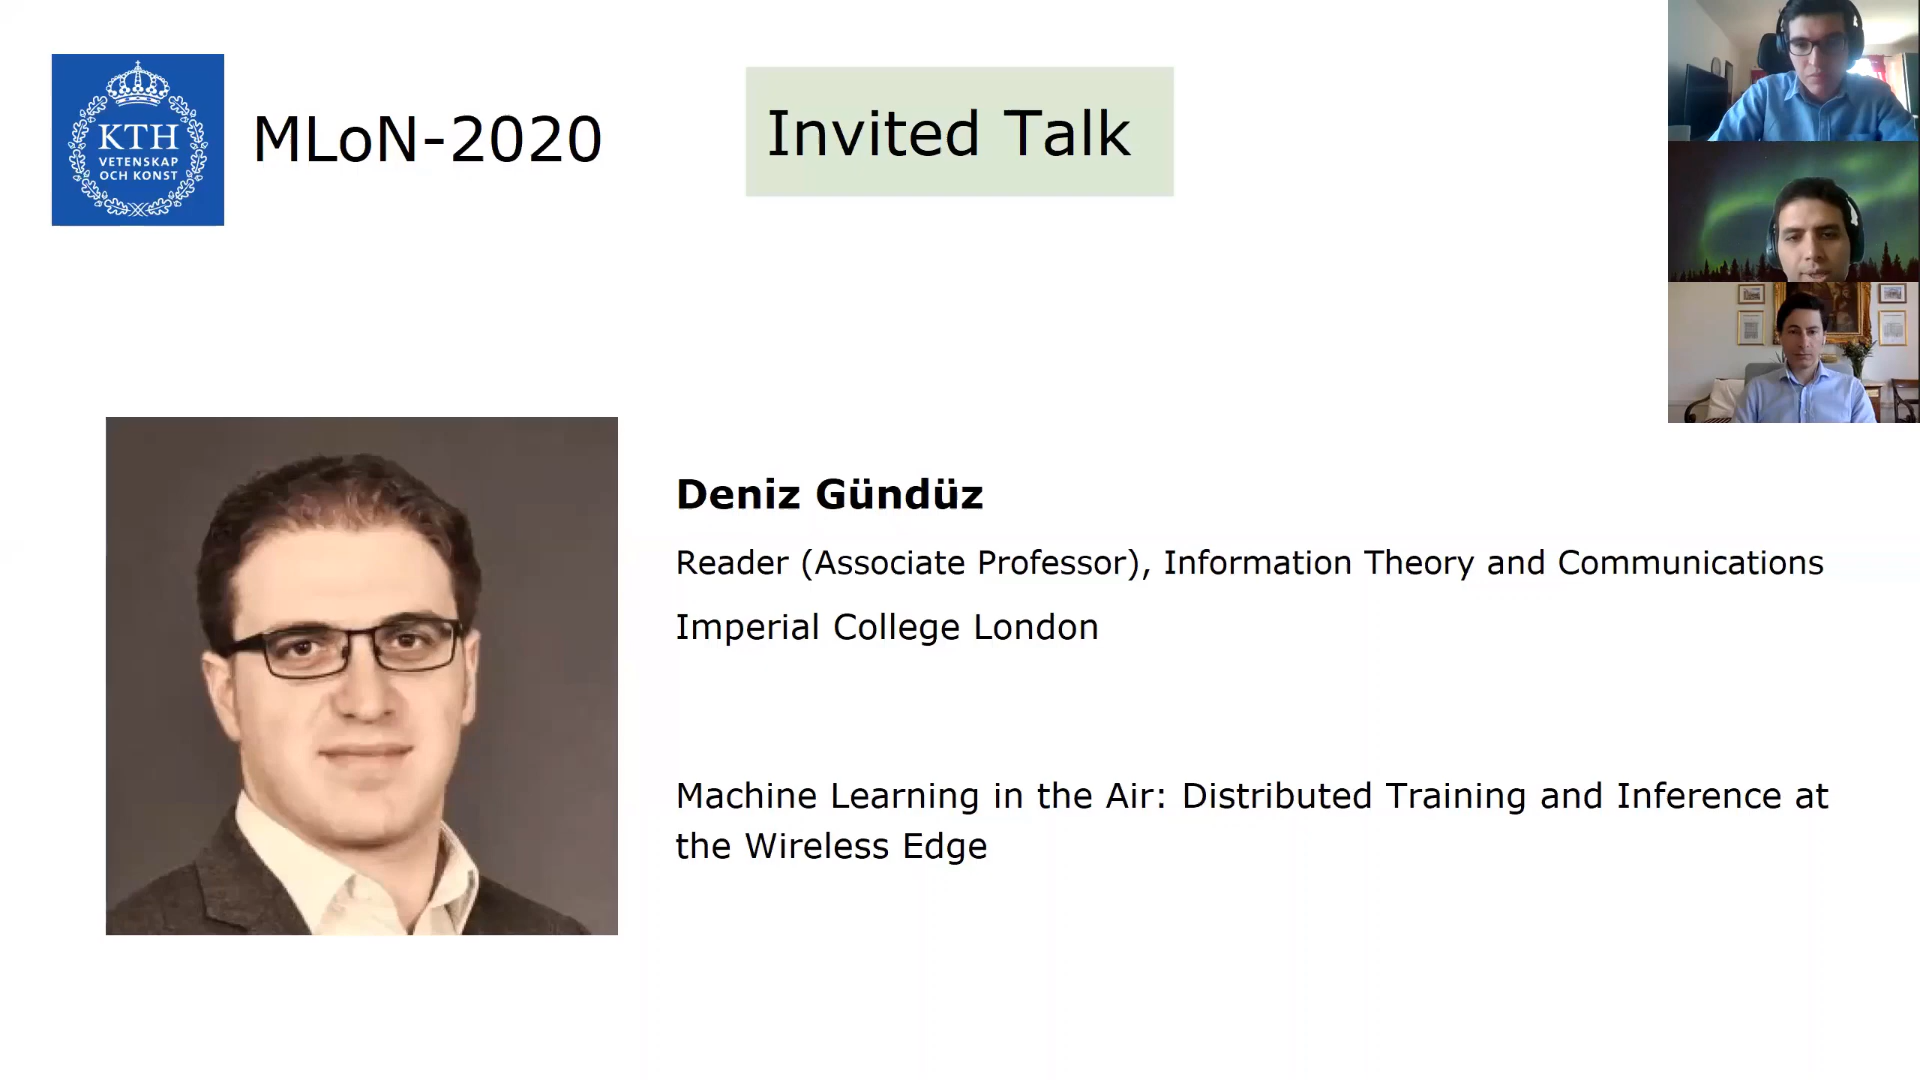 KTH
VETENSKAP
OCH KONST
MLoN-2020
Invited Talk
Deniz Gündüz
Reader (Associate Professor), Information Theory and Communications
Imperial College London
Machine Learning in the Air: Distributed Training and Inference at
the Wireless Edge